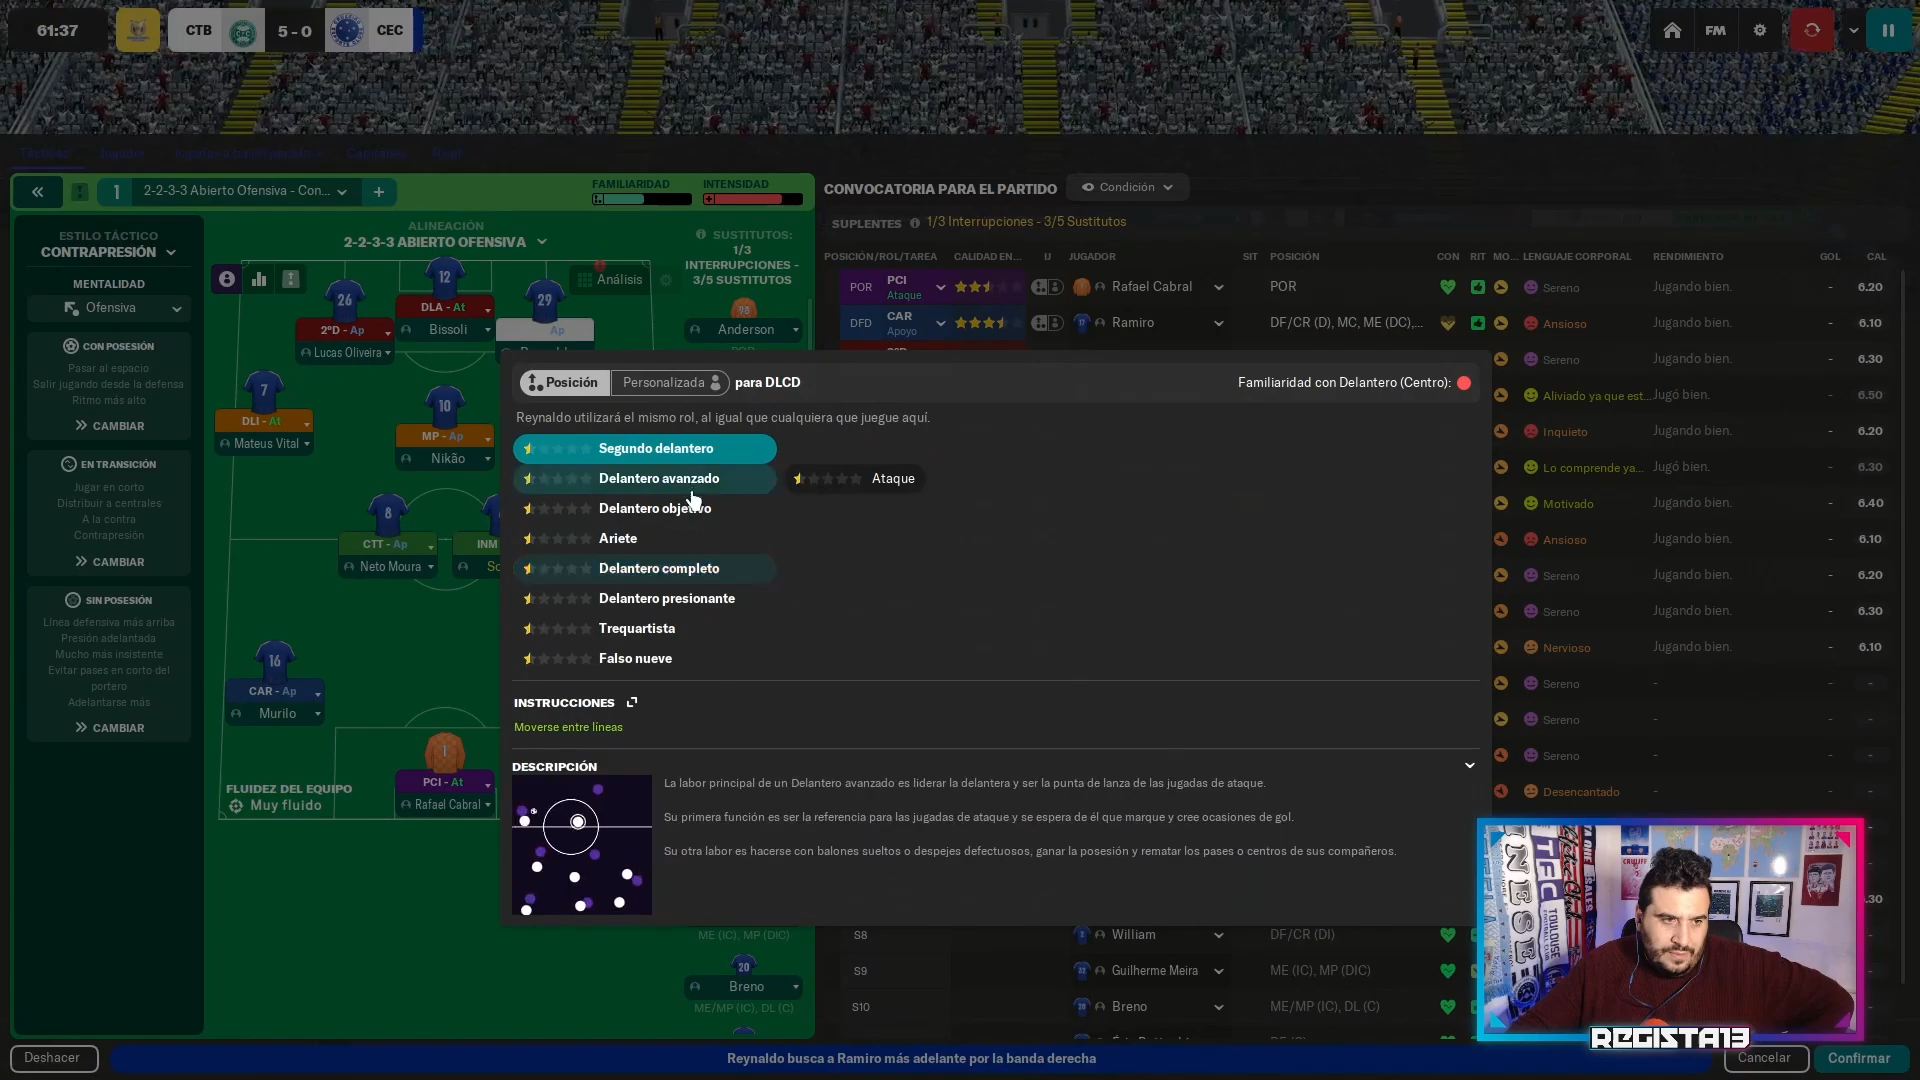 61:37
CTB
5 - 0
CEC
FM
1
2-2-3-3 Abierto Ofensiva - Con...
FAMILIARIDAD
INTENSIDAD
CONVOCATORIA PARA EL PARTIDO
Condición
SUPLENTES
1/3 Interrupciones - 3/5 Sustitutos
ESTILO TÁCTICO
CONTRAPRESIÓN
MENTALIDAD
Ofensiva
CON POSESIÓN
Pasar al espacio
Salir jugando desde la defensa
Ritmo más alto
CAMBIAR
EN TRANSICIÓN
Jugar en corto
Distribuir a centrales
A la contra
Contrapresión
CAMBIAR
SIN POSESIÓN
Línea defensiva más arriba
Presión adelantada
Mucho más insistente
Evitar pases en corto del
portero
Adelantarse más
CAMBIAR
ALINEACIÓN
2-2-3-3 ABIERTO OFENSIVA
Análisis
SUSTITUTOS:
1/3
INTERRUPCIONES -
3/5 SUSTITUTOS
98
Anderson
12
DLA - At
Bissoli
26
2ºD - Ap
Lucas Oliveira
29
Ap
7
DLI - At
Mateus Vital
10
MP - Ap
Nikão
8
CTT - Ap
Neto Moura
INM
16
CAR - Ap
Murilo
1
PCI - At
Rafael Cabral
FLUIDEZ DEL EQUIPO
Muy fluido
ME (IC), MP (DIC)
20
Breno
ME/MP (IC), DL (C)
POSICIÓN/ROL/TAREA
CALIDAD EN...
IJ
JUGADOR
SIT
POSICIÓN
CON
RIT
MO...
LENGUAJE CORPORAL
RENDIMIENTO
GOL
CAL
POR
PCI
Ataque
Rafael Cabral
POR
Sereno
Jugando bien.
-
6.20
DFD
CAR
Apoyo
Ramiro
DF/CR (D), MC, ME (DC),...
Ansioso
Jugando bien.
-
6.10
Sereno
Jugando bien.
-
6.30
Aliviado ya que est...
Jugó bien.
-
6.50
Inquieto
Jugando bien.
-
6.20
Lo comprende ya...
Jugando bien.
-
6.30
Motivado
Jugando bien.
-
6.40
Ansioso
Jugando bien.
-
6.10
Sereno
Jugando bien.
-
6.20
Sereno
Jugando bien.
-
6.30
Nervioso
Jugando bien.
-
6.10
Sereno
-
-
-
Sereno
-
-
-
Sereno
-
-
-
Desencantado
-
-
Posición
Personalizada
para DLCD
Familiaridad con Delantero (Centro):
Reynaldo utilizará el mismo rol, al igual que cualquiera que juegue aquí.
Segundo delantero
Delantero avanzado
Ataque
Delantero objetivo
Ariete
Delantero completo
Delantero presionante
Trequartista
Falso nueve
INSTRUCCIONES
Moverse entre líneas
DESCRIPCIÓN
La labor principal de un Delantero avanzado es liderar la delantera y ser la punta de lanza de las jugadas de ataque.
Su primera función es ser la referencia para las jugadas de ataque y se espera de él que marque y cree ocasiones de gol.
Su otra labor es hacerse con balones sueltos o despejes defectuosos, ganar la posesión y rematar los pases o centros de sus compañeros.
S8
William
DF/CR (DI)
S9
Guilherme Meira
ME (IC), MP (DIC)
S10
Breno
ME/MP (IC), DL (C)
.30
NESE
TFC
TOULOUSE
REGISTA13
Deshacer
Reynaldo busca a Ramiro más adelante por la banda derecha
Cancelar
Confirmar